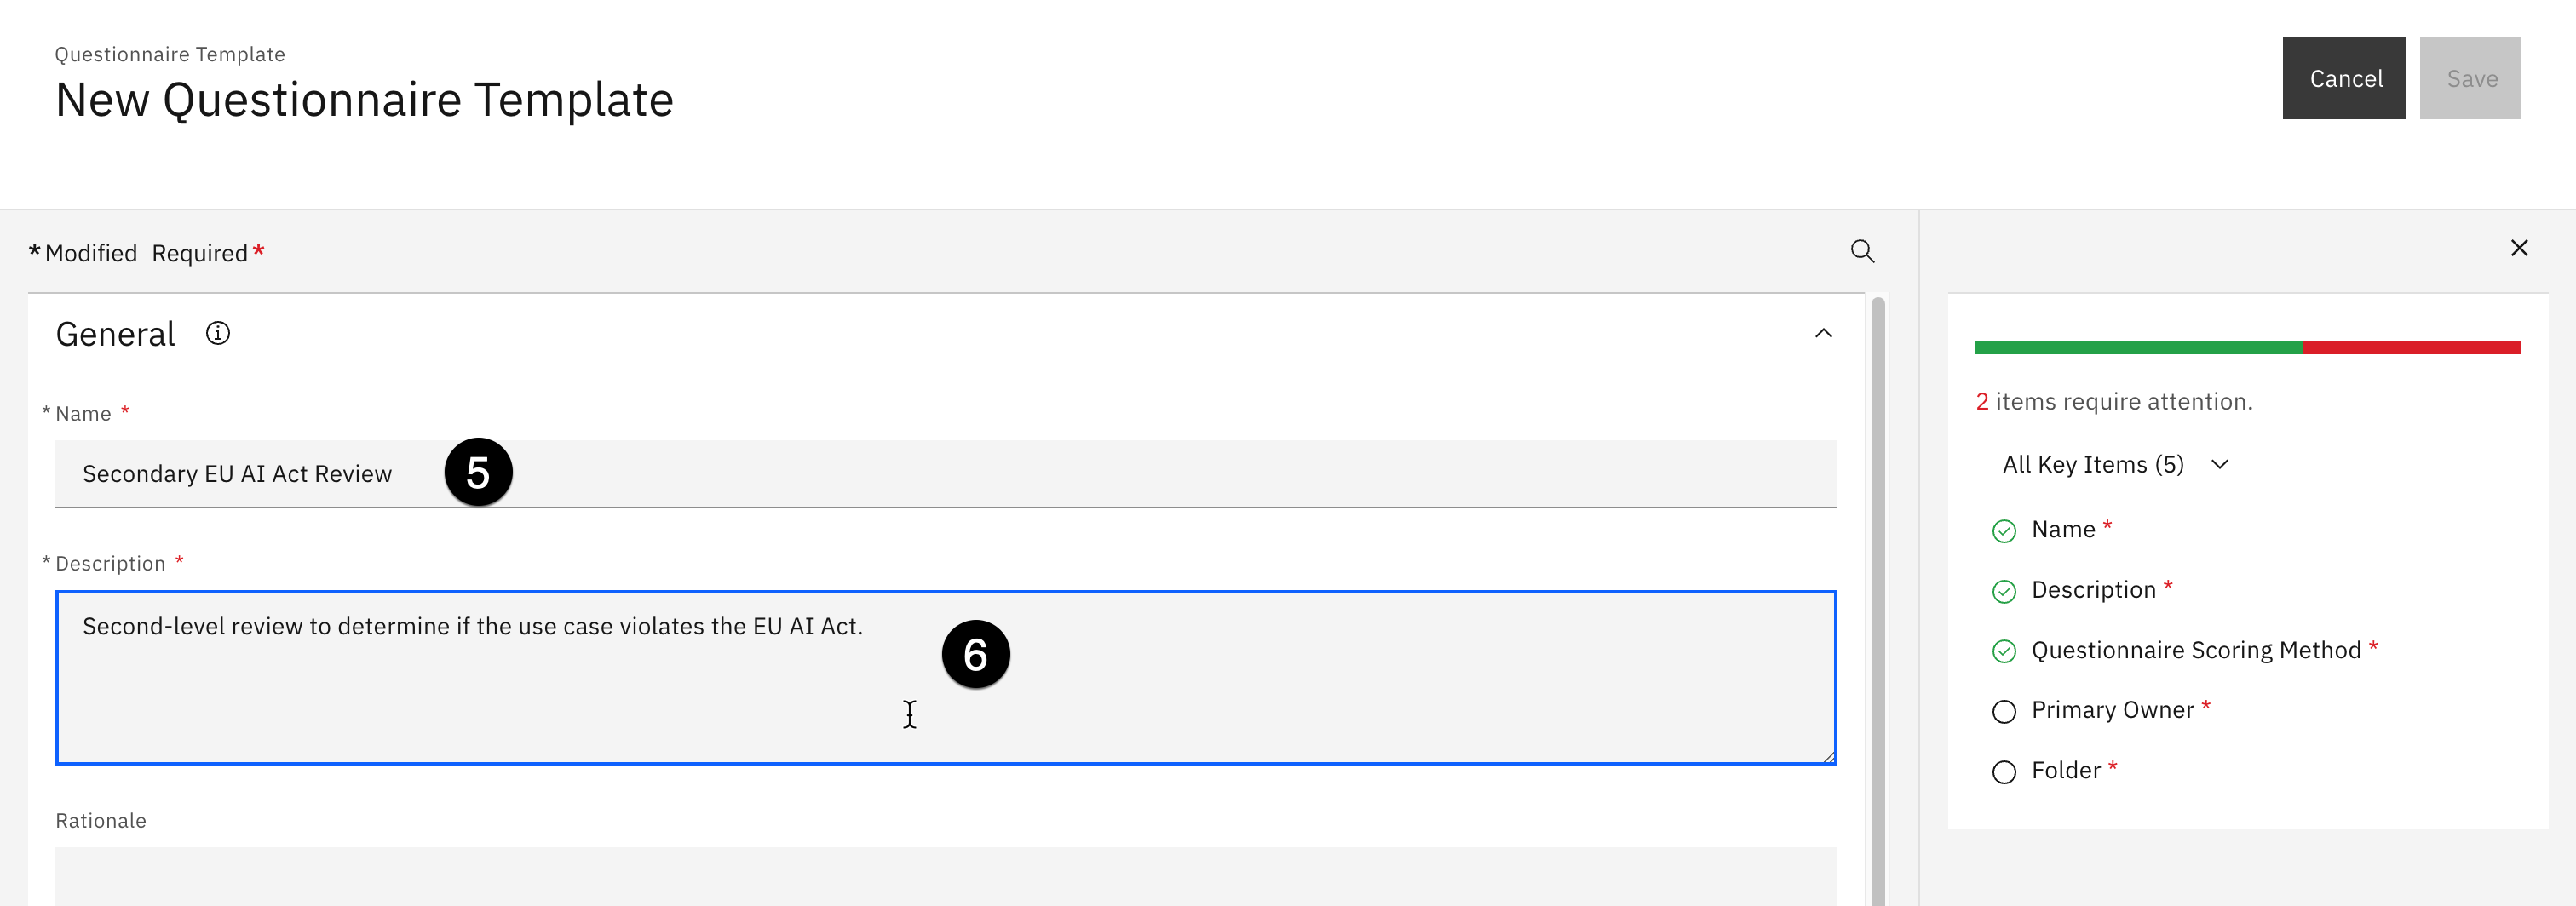 Questionnaire Template
New Questionnaire Template
Cancel
Save
* Modified Required *
General
* Name *
Secondary EU AI Act Review
5
* Description *
Second-level review to determine if the use case violates the EU AI Act.
6
Rationale
2 items require attention.
All Key Items (5)
Name *
Description *
Questionnaire Scoring Method *
Primary Owner *
Folder *